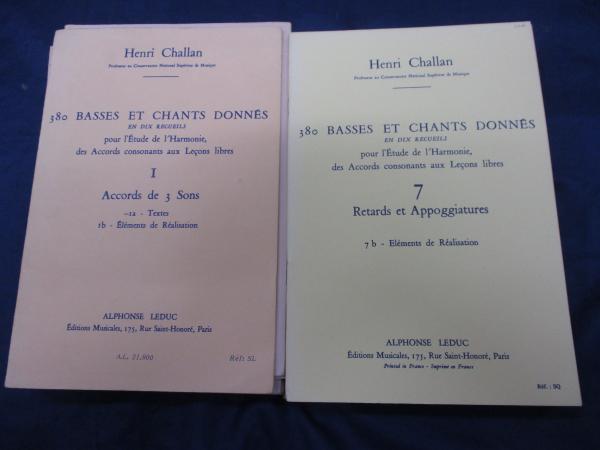 Henri Challan
Professeur au Conservatoire National Supérieur de Musique
380 BASSES ET CHANTS DONNÉS
EN DIX RECUEILS
pour l'Étude de l'Harmonie,
des Accords consonants aux Leçons libres
I
Accords de 3 Sons
1a - Textes
1b - Éléments de Réalisation
ALPHONSE LEDUC
Éditions Musicales, 175, Rue Saint-Honoré, Paris
A.L. 21,900
Réf: SL
Henri Challan
Professeur au Conservatoire National Supérieur de Musique
380 BASSES ET CHANTS DONNÉS
EN DIX RECUEILS
pour l'Étude de l'Harmonie,
des Accords consonants aux Leçons libres
7
Retards et Appoggiatures
7 b - Eléments de Réalisation
ALPHONSE LEDUC
Éditions Musicales, 175, Rue Saint-Honoré, Paris
Printed in France - Imprimé en France
Réf. : SQ